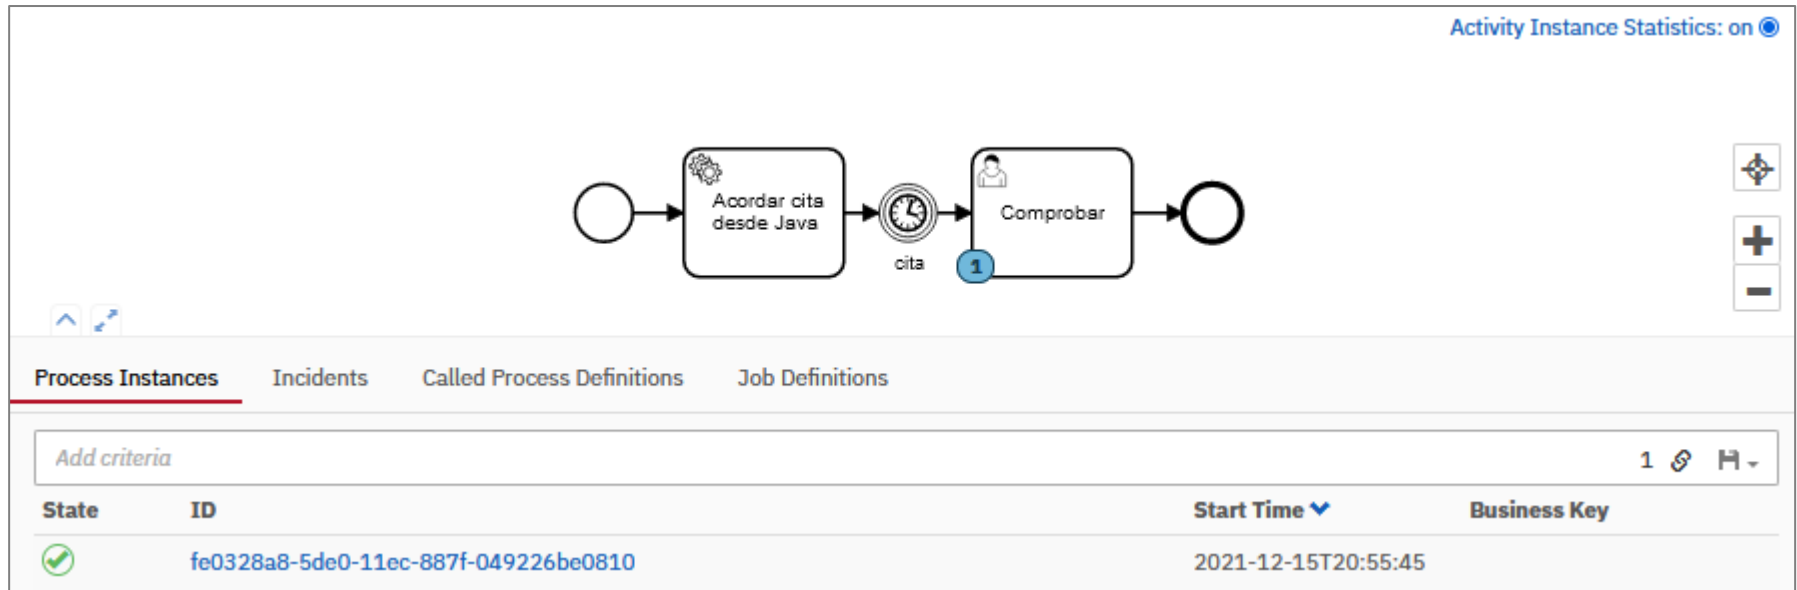 Activity Instance Statistics: on
Acordar cita
desde Java
Comprobar
cita
1
Process Instances Incidents Called Process Definitions Job Definitions
Add criteria 1
State ID Start Time Business Key
fe0328a8-5de0-11ec-887f-049226be0810 2021-12-15T20:55:45